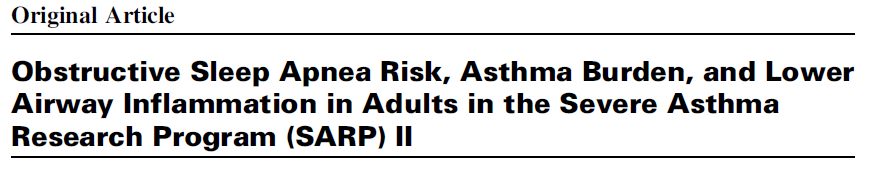 Original Article
Obstructive Sleep Apnea Risk, Asthma Burden, and Lower
Airway Inflammation in Adults in the Severe Asthma
Research Program (SARP) II